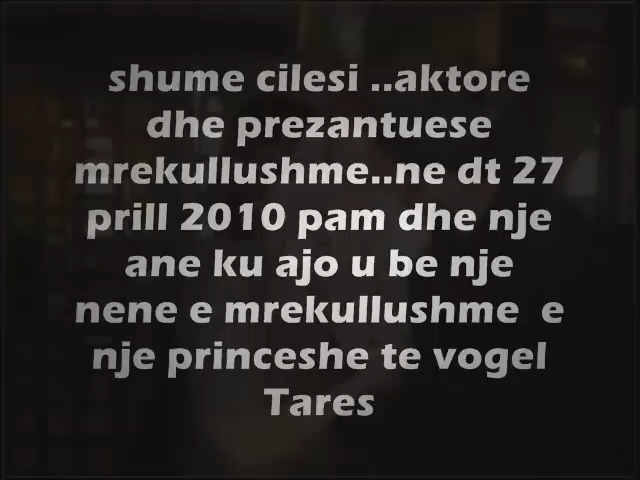 shume cilesi ..aktore
dhe prezantuese
mrekullushme..ne dt 27
prill 2010 pam dhe nje
ane ku ajo u be nje
nene e mrekullushme  e
nje princeshe te vogel
Tares